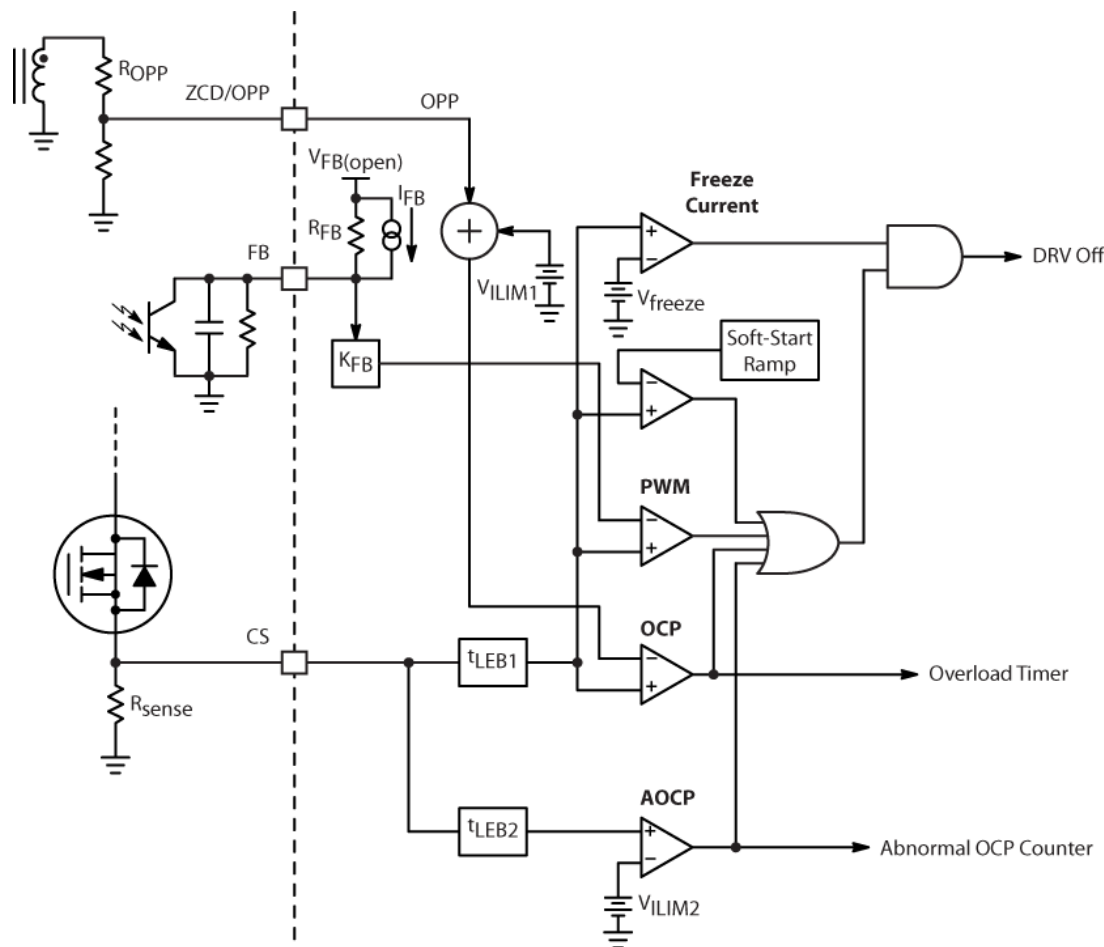 ROPP
ZCD/OPP
OPP
VFB(open)
IFB
RFB
FB
KFB
VILIM1
Freeze
Current
+
−
Vfreeze
DRV Off
Soft-Start
Ramp
−
+
PWM
−
+
OCP
−
+
Overload Timer
CS
tLEB1
Rsense
AOCP
tLEB2
+
−
Abnormal OCP Counter
VILIM2
+